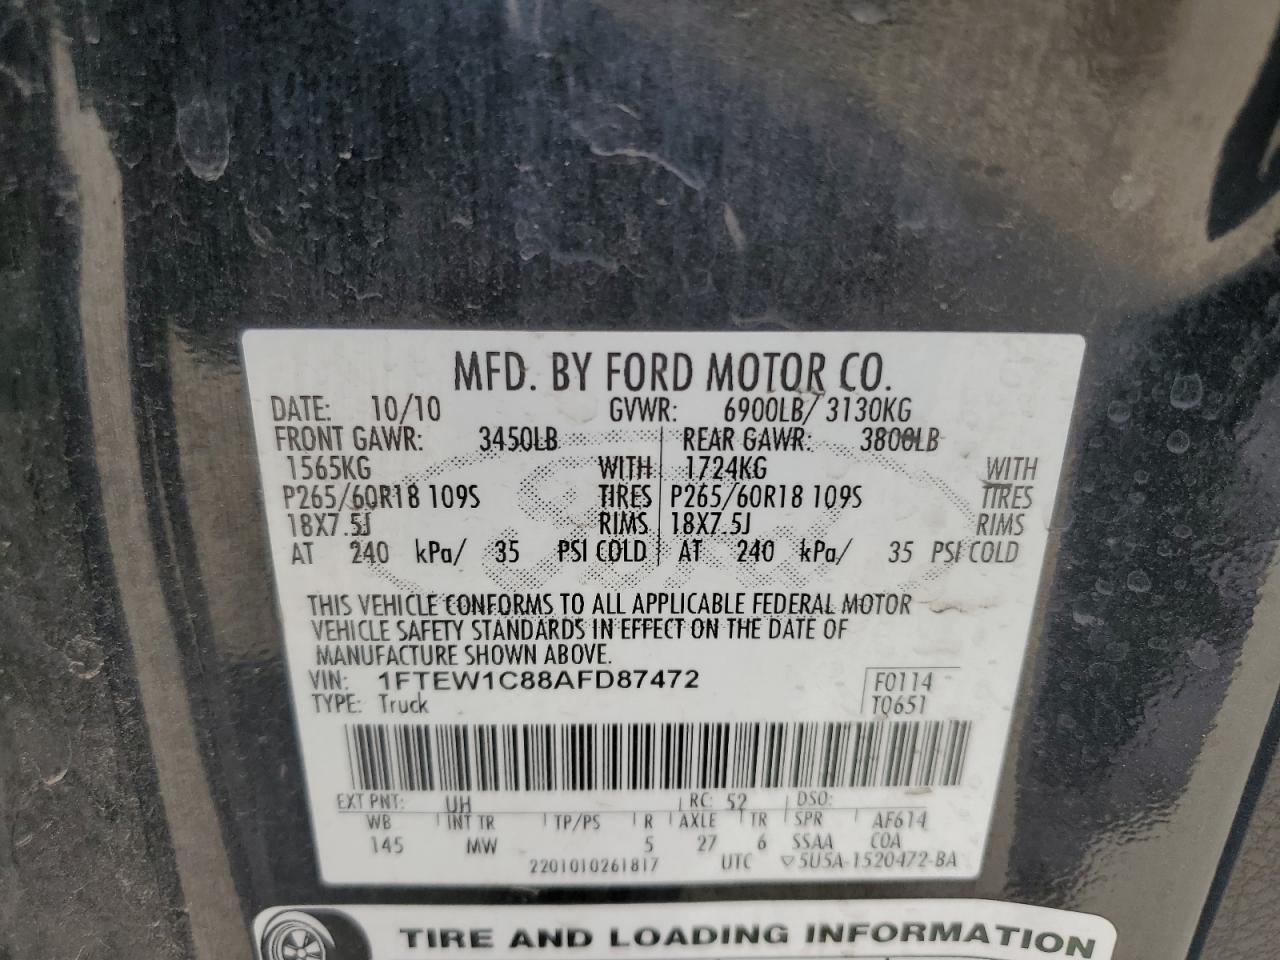 MFD. BY FORD MOTOR CO.
DATE: 10/10 GVWR: 6900LB/ 3130KG
FRONT GAWR: 3450LB REAR GAWR: 3800LB
1565KG WITH 1724KG WITH
P265/60R18 109S TIRES P265/60R18 109S TIRES
18X7.5J RIMS 18X7.5J RIMS
AT 240 kPa/ 35 PSI COLD AT 240 kPa/ 35 PSI COLD
THIS VEHICLE CONFORMS TO ALL APPLICABLE FEDERAL MOTOR
VEHICLE SAFETY STANDARDS IN EFFECT ON THE DATE OF
MANUFACTURE SHOWN ABOVE.
VIN: 1FTEW1C88AFD87472 F0114
TYPE: Truck T0651
EXT PNT: UH RC: 52 DSO:
WB INT TR TP/PS R AXLE TR SPR AF614
145 MW 5 27 6 SSAA COA
2201010261817 UTC ▽5U5A-1520472-BA
TIRE AND LOADING INFORMATION